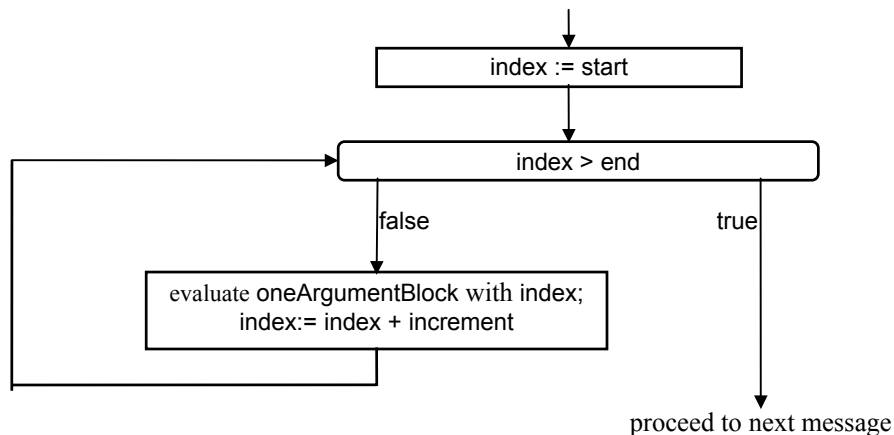 index := start
index > end
false
true
evaluate oneArgumentBlock with index;
index:= index + increment
proceed to next message